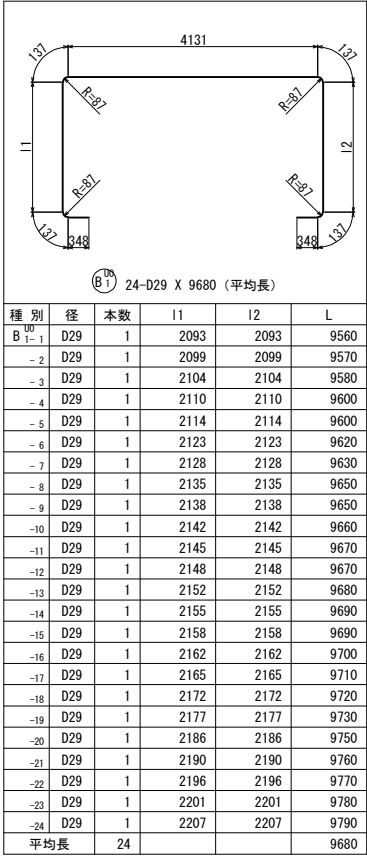 4131
137
137
R=87
R=87
l1
l2
R=87
R=87
137
348
348
137
B1 U0 24-D29 X 9680 (平均長)
種 別 径 本数 l1 l2 L
B U0 1- 1 D29 1 2093 2093 9560
- 2 D29 1 2099 2099 9570
- 3 D29 1 2104 2104 9580
- 4 D29 1 2110 2110 9600
- 5 D29 1 2114 2114 9600
- 6 D29 1 2123 2123 9620
- 7 D29 1 2128 2128 9630
- 8 D29 1 2135 2135 9650
- 9 D29 1 2138 2138 9650
-10 D29 1 2142 2142 9660
-11 D29 1 2145 2145 9670
-12 D29 1 2148 2148 9670
-13 D29 1 2152 2152 9680
-14 D29 1 2155 2155 9690
-15 D29 1 2158 2158 9690
-16 D29 1 2162 2162 9700
-17 D29 1 2165 2165 9710
-18 D29 1 2172 2172 9720
-19 D29 1 2177 2177 9730
-20 D29 1 2186 2186 9750
-21 D29 1 2190 2190 9760
-22 D29 1 2196 2196 9770
-23 D29 1 2201 2201 9780
-24 D29 1 2207 2207 9790
平均長 24 9680